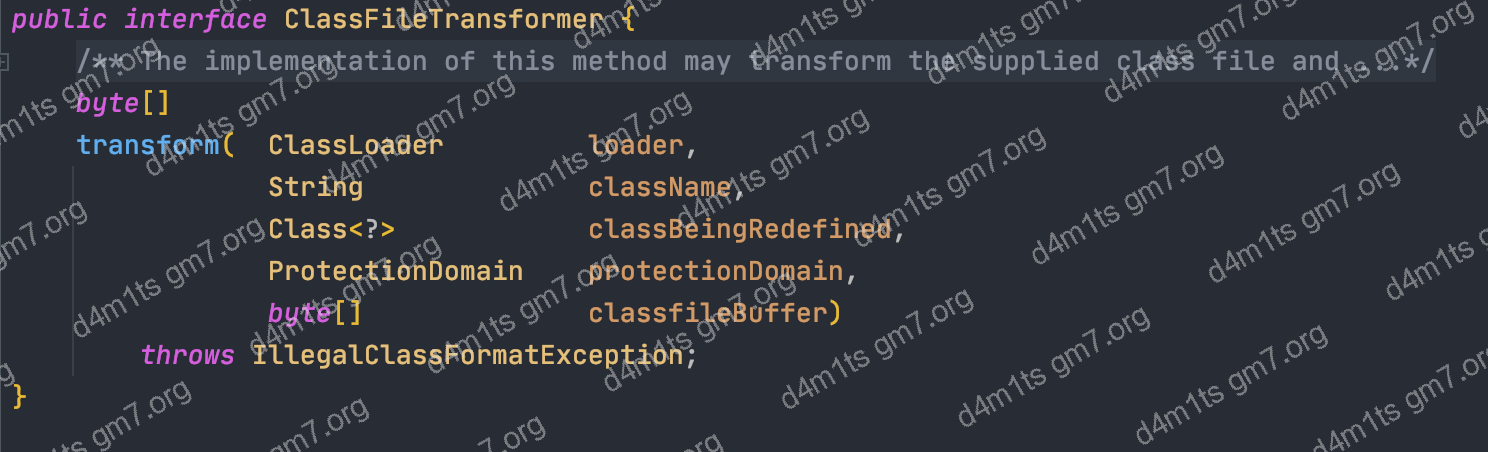 public interface ClassFileTransformer {
/** The implementation of this method may transform the supplied class file and ...*/
byte[]
transform(  ClassLoader         loader,
            String              className,
            Class<?>            classBeingRedefined,
            ProtectionDomain    protectionDomain,
            byte[]              classfileBuffer)
    throws IllegalClassFormatException;
}
d4m1ts gm7.org